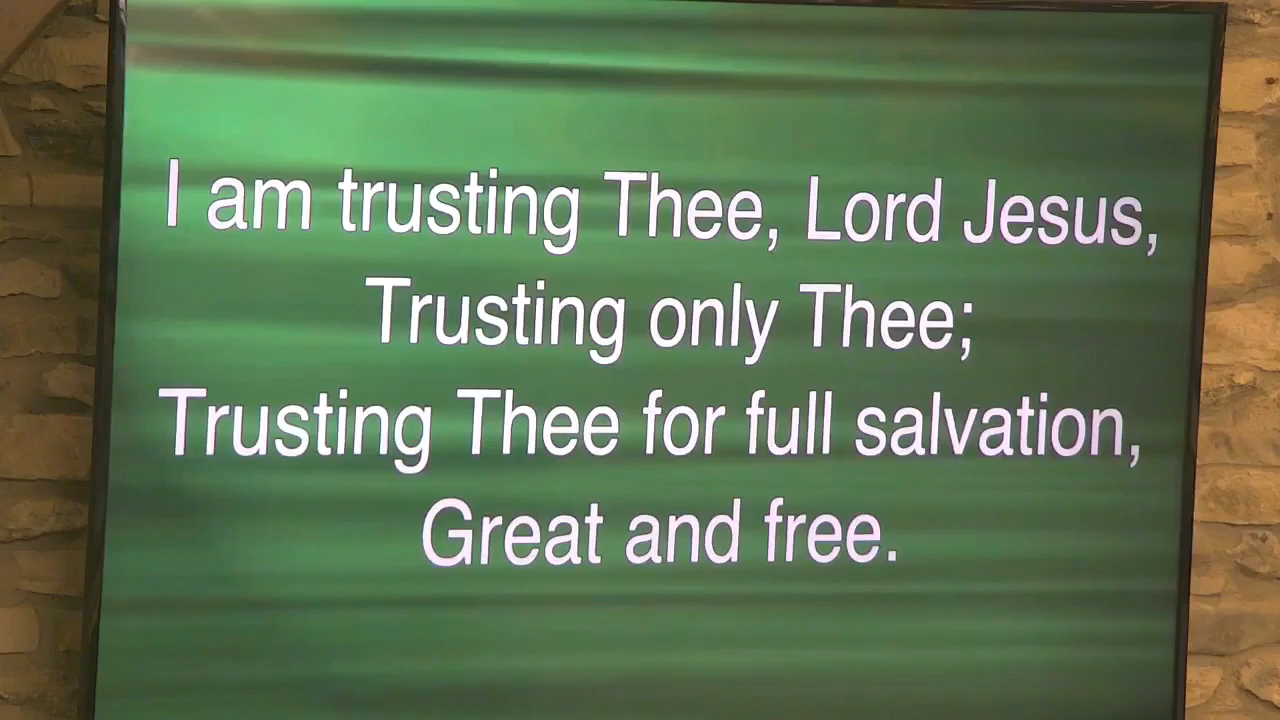 I am trusting Thee, Lord Jesus,
Trusting only Thee;
Trusting Thee for full salvation,
Great and free.